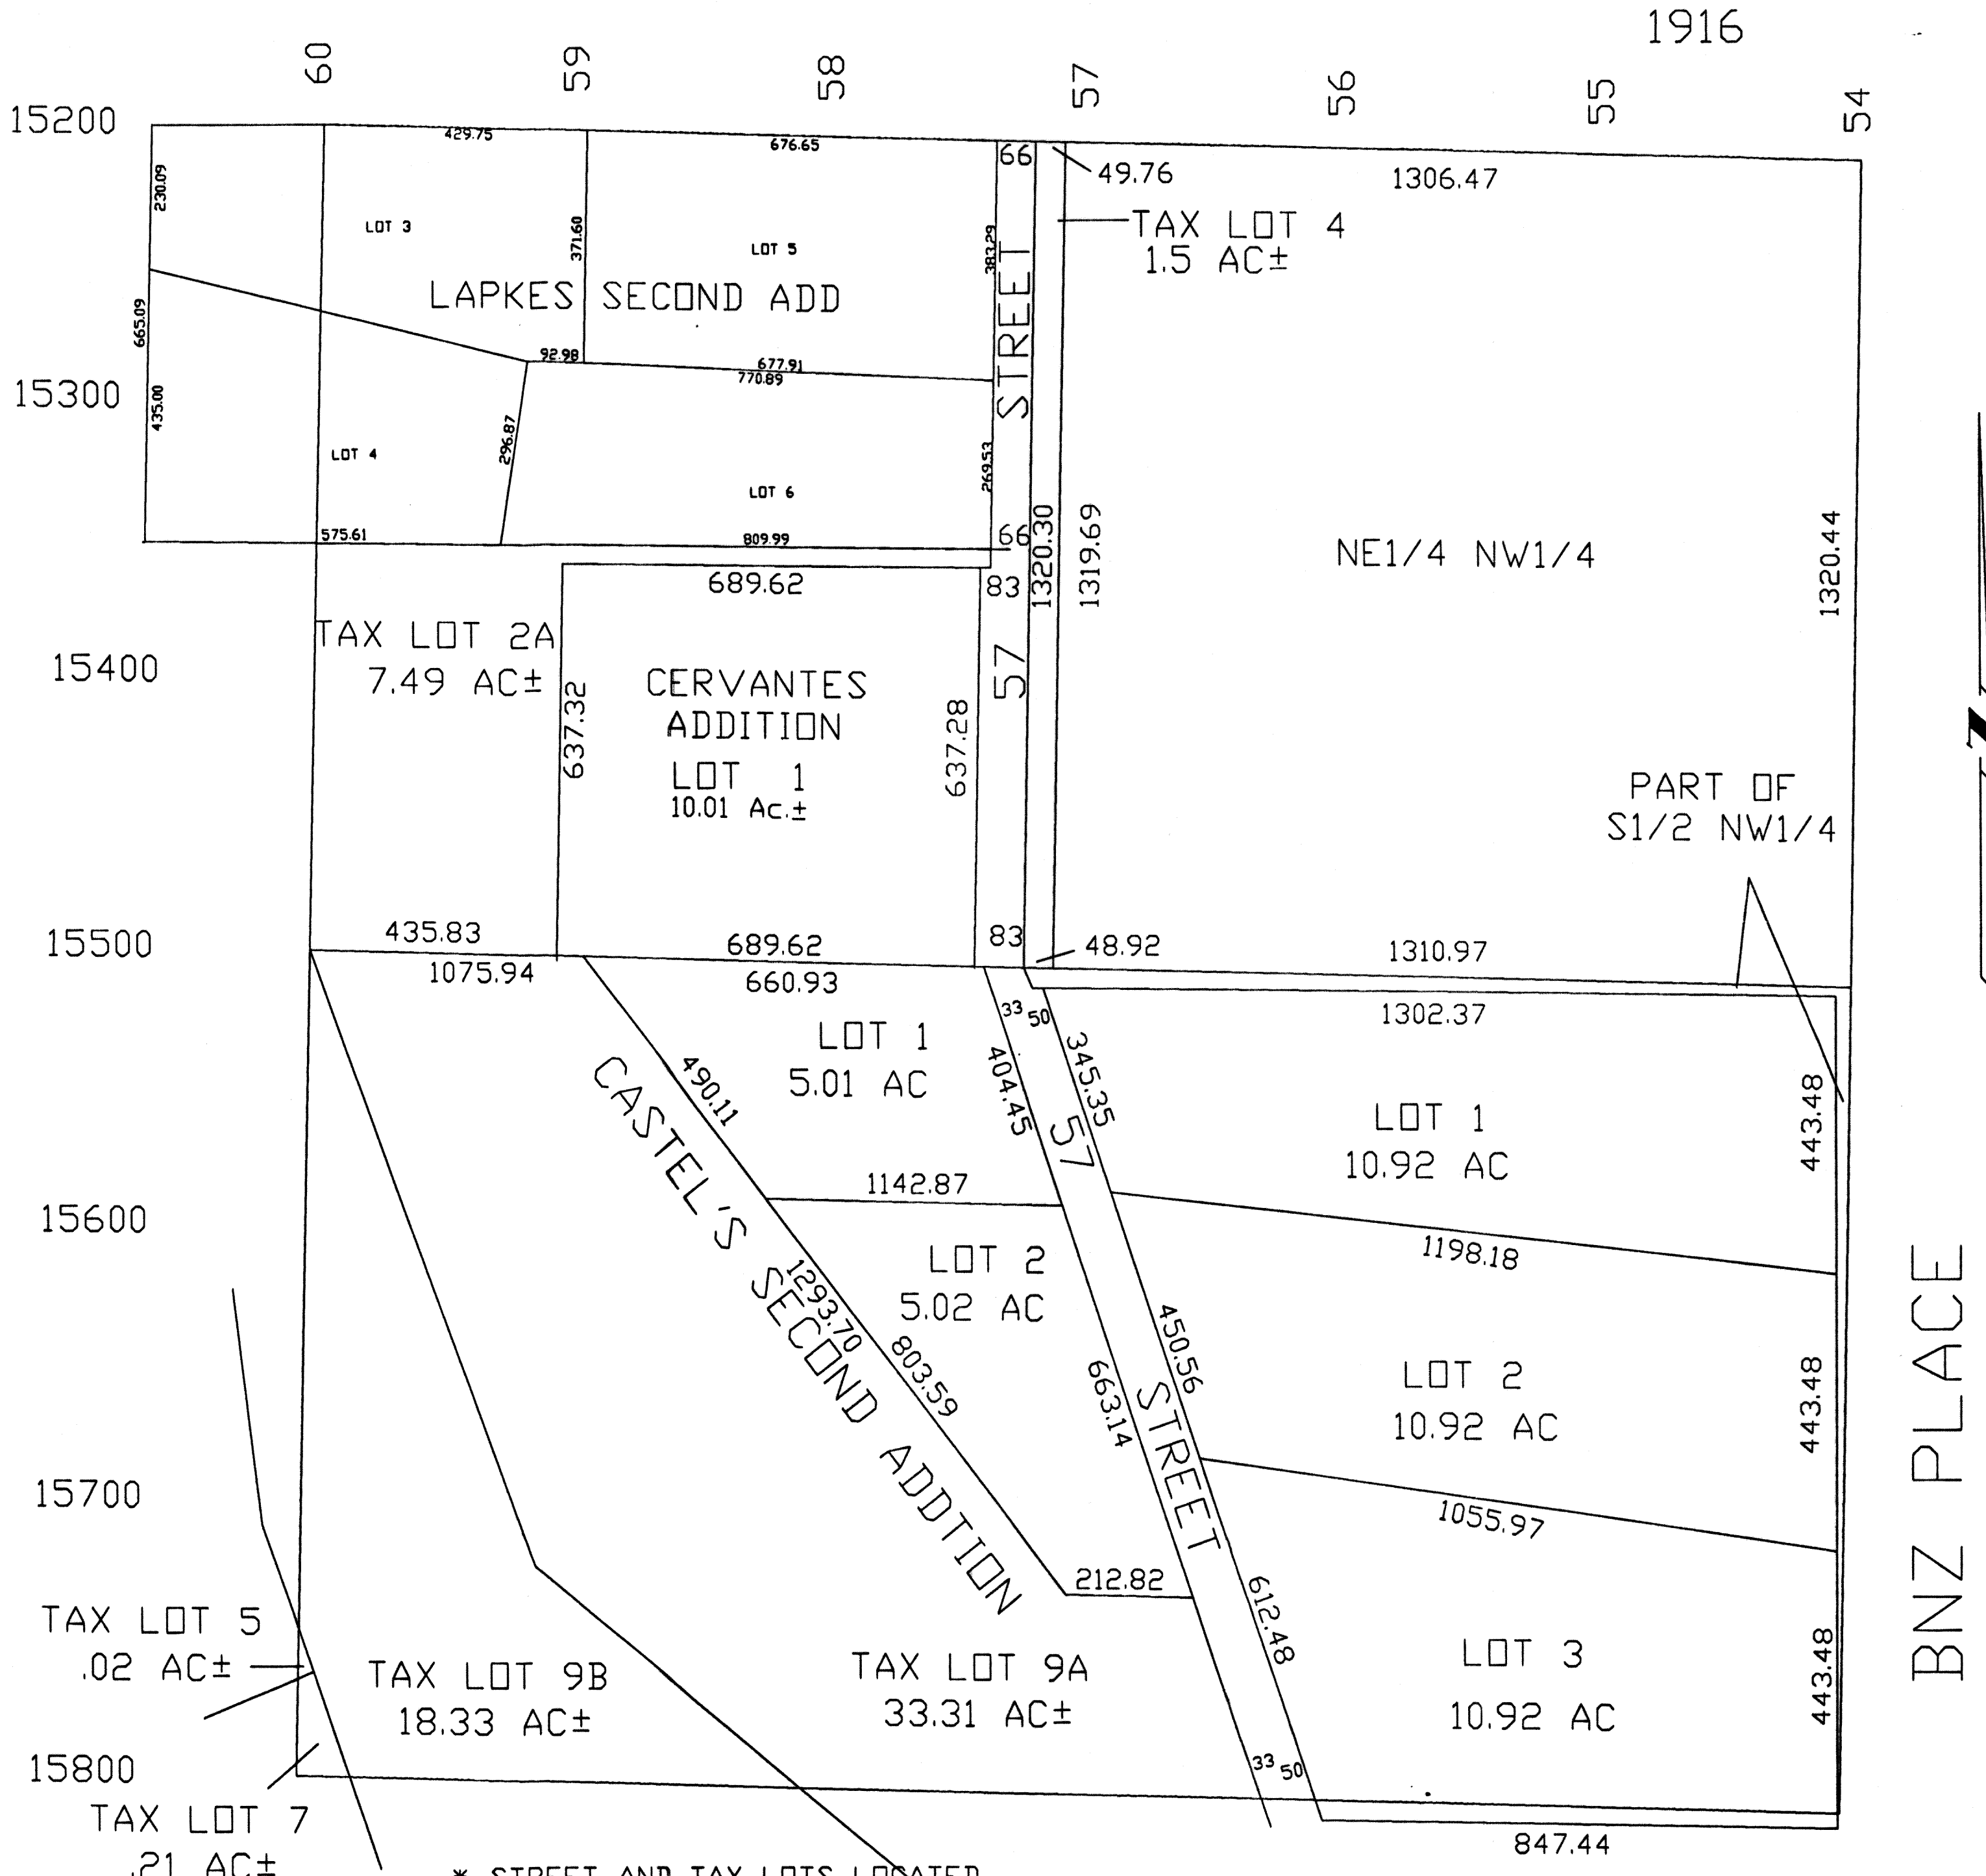 1916
60
59
58
57
56
55
54
15200
15300
15400
15500
15600
15700
15800
429.75
676.65
66
49.76
1306.47
230.09
LOT 3
371.60
LOT 5
383.29
TAX LOT 4
1.5 AC±
LAPKES SECOND ADD
STREET
665.09
92.98
677.91
770.89
435.00
LOT 4
296.87
LOT 6
269.53
575.61
809.99
66
1320.30
1319.69
NE1/4 NW1/4
1320.44
689.62
83
TAX LOT 2A
7.49 AC±
637.32
CERVANTES
ADDITION
LOT 1
10.01 Ac.±
637.28
57
PART OF
S1/2 NW1/4
435.83
689.62
83
48.92
1310.97
1075.94
660.93
33
50
1302.37
LOT 1
5.01 AC
490.11
404.45
345.35
57
LOT 1
10.92 AC
443.48
CASTEL'S SECOND ADDTION
1142.87
1198.18
LOT 2
5.02 AC
1293.70
803.59
663.14
450.56
STREET
LOT 2
10.92 AC
443.48
BNZ PLACE
1055.97
212.82
612.48
TAX LOT 5
.02 AC±
TAX LOT 9B
18.33 AC±
TAX LOT 9A
33.31 AC±
LOT 3
10.92 AC
443.48
33
50
TAX LOT 7
.21 AC±
847.44
* STREET AND TAX LOTS LOCATED